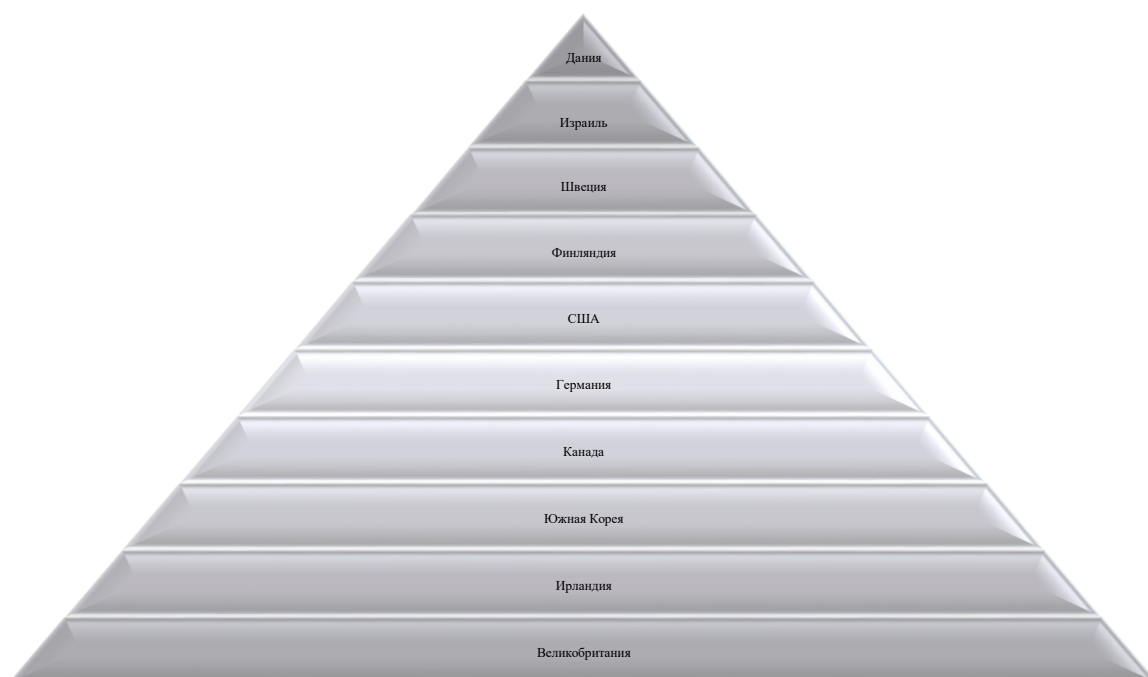 Дания
Израиль
Швеция
Финляндия
США
Германия
Канада
Южная Корея
Ирландия
Великобритания